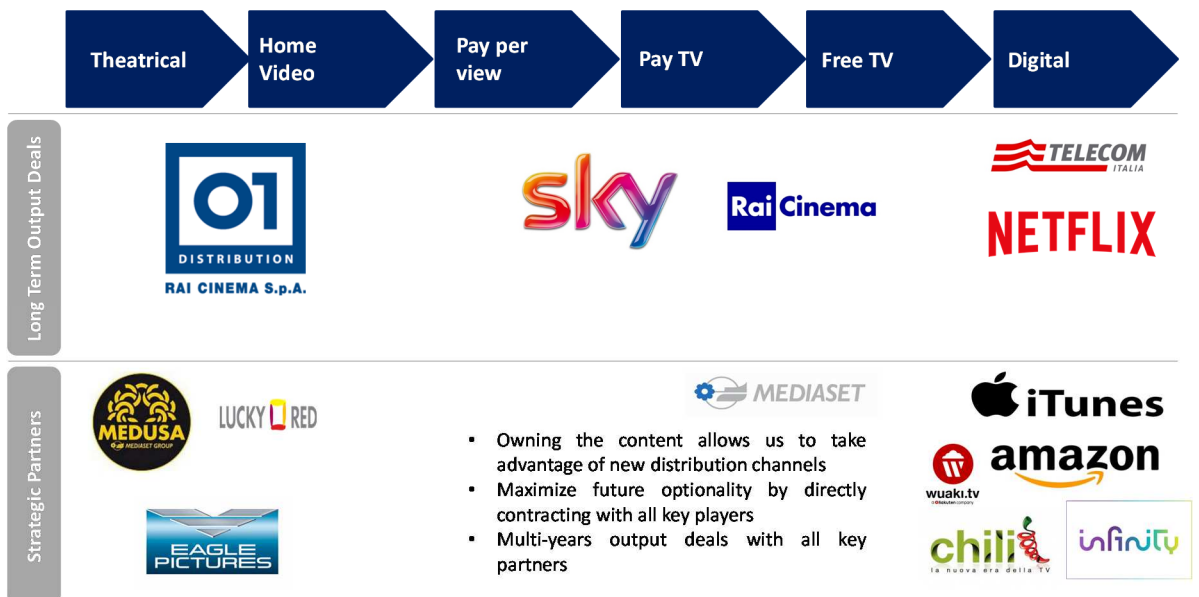 Theatrical
Home
Video
Pay per
view
Pay TV
Free TV
Digital
Long Term Output Deals
01
DISTRIBUTION
RAI CINEMA S.p.A.
sky
Rai Cinema
TELECOM
ITALIA
NETFLIX
Strategic Partners
MEDUSA
MEDIASET GROUP
LUCKY RED
EAGLE
PICTURES
MEDIASET
▪ Owning the content allows us to take
advantage of new distribution channels
▪ Maximize future optionality by directly
contracting with all key players
▪ Multi-years output deals with all key
partners
iTunes
wuaki.tv
amazon
chili
la nuova era della TV
infinity